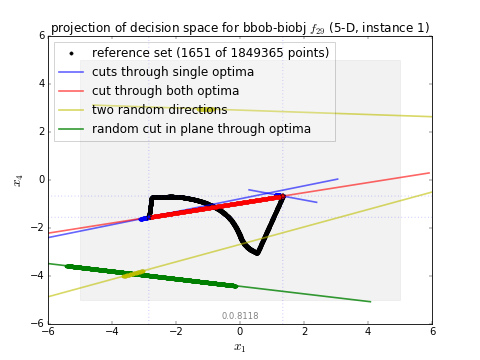 projection of decision space for bbob-biobj f₂₉ (5-D, instance 1)
reference set (1651 of 1849365 points)
cuts through single optima
cut through both optima
two random directions
random cut in plane through optima
6
4
2
0
−2
−4
−6
x₄
0.0.8118
−6 −4 −2 0 2 4 6
x₁